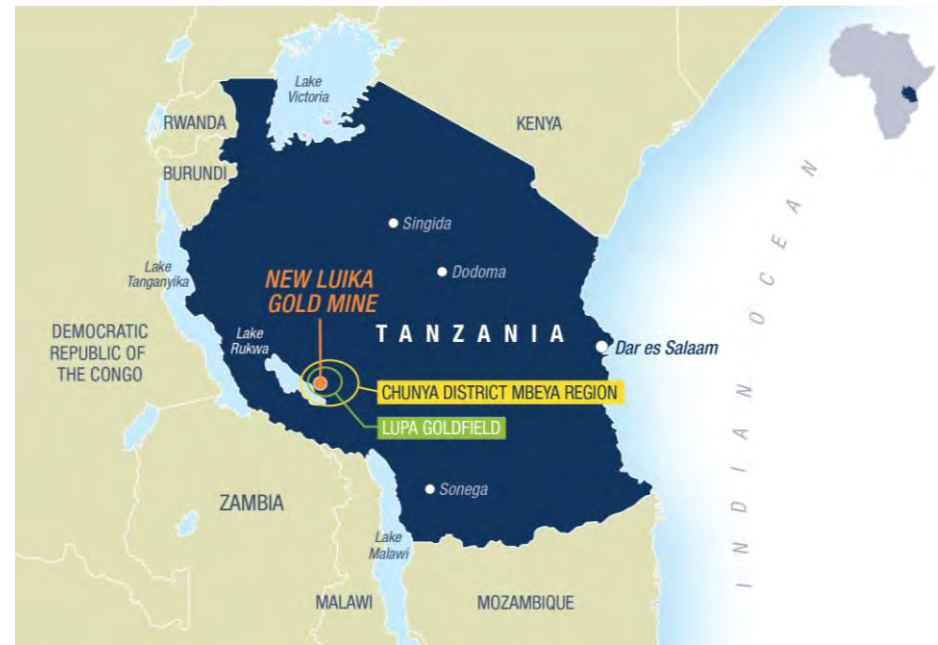 Lake
Victoria
RWANDA
KENYA
BURUNDI
Singida
Lake
Tanganyika
Dodoma
NEW LUIKA
GOLD MINE
INDIAN OCEAN
DEMOCRATIC
REPUBLIC OF
THE CONGO
Lake
Rukwa
TANZANIA
Dar es Salaam
CHUNYA DISTRICT MBEYA REGION
LUPA GOLDFIELD
ZAMBIA
Sonega
Lake
Malawi
MALAWI
MOZAMBIQUE